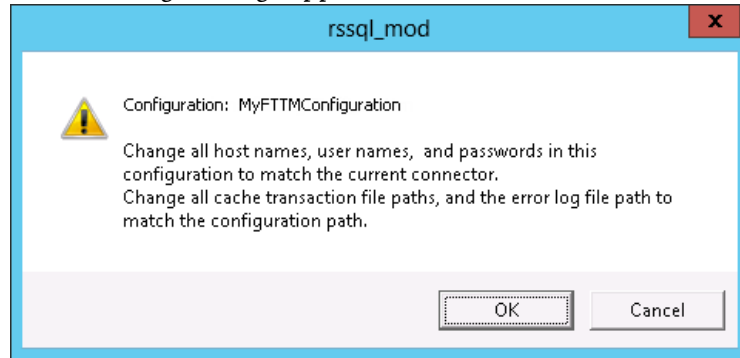 rssql_mod
x
Configuration: MyFTTMConfiguration
Change all host names, user names, and passwords in this
configuration to match the current connector.
Change all cache transaction file paths, and the error log file path to
match the configuration path.
OK
Cancel